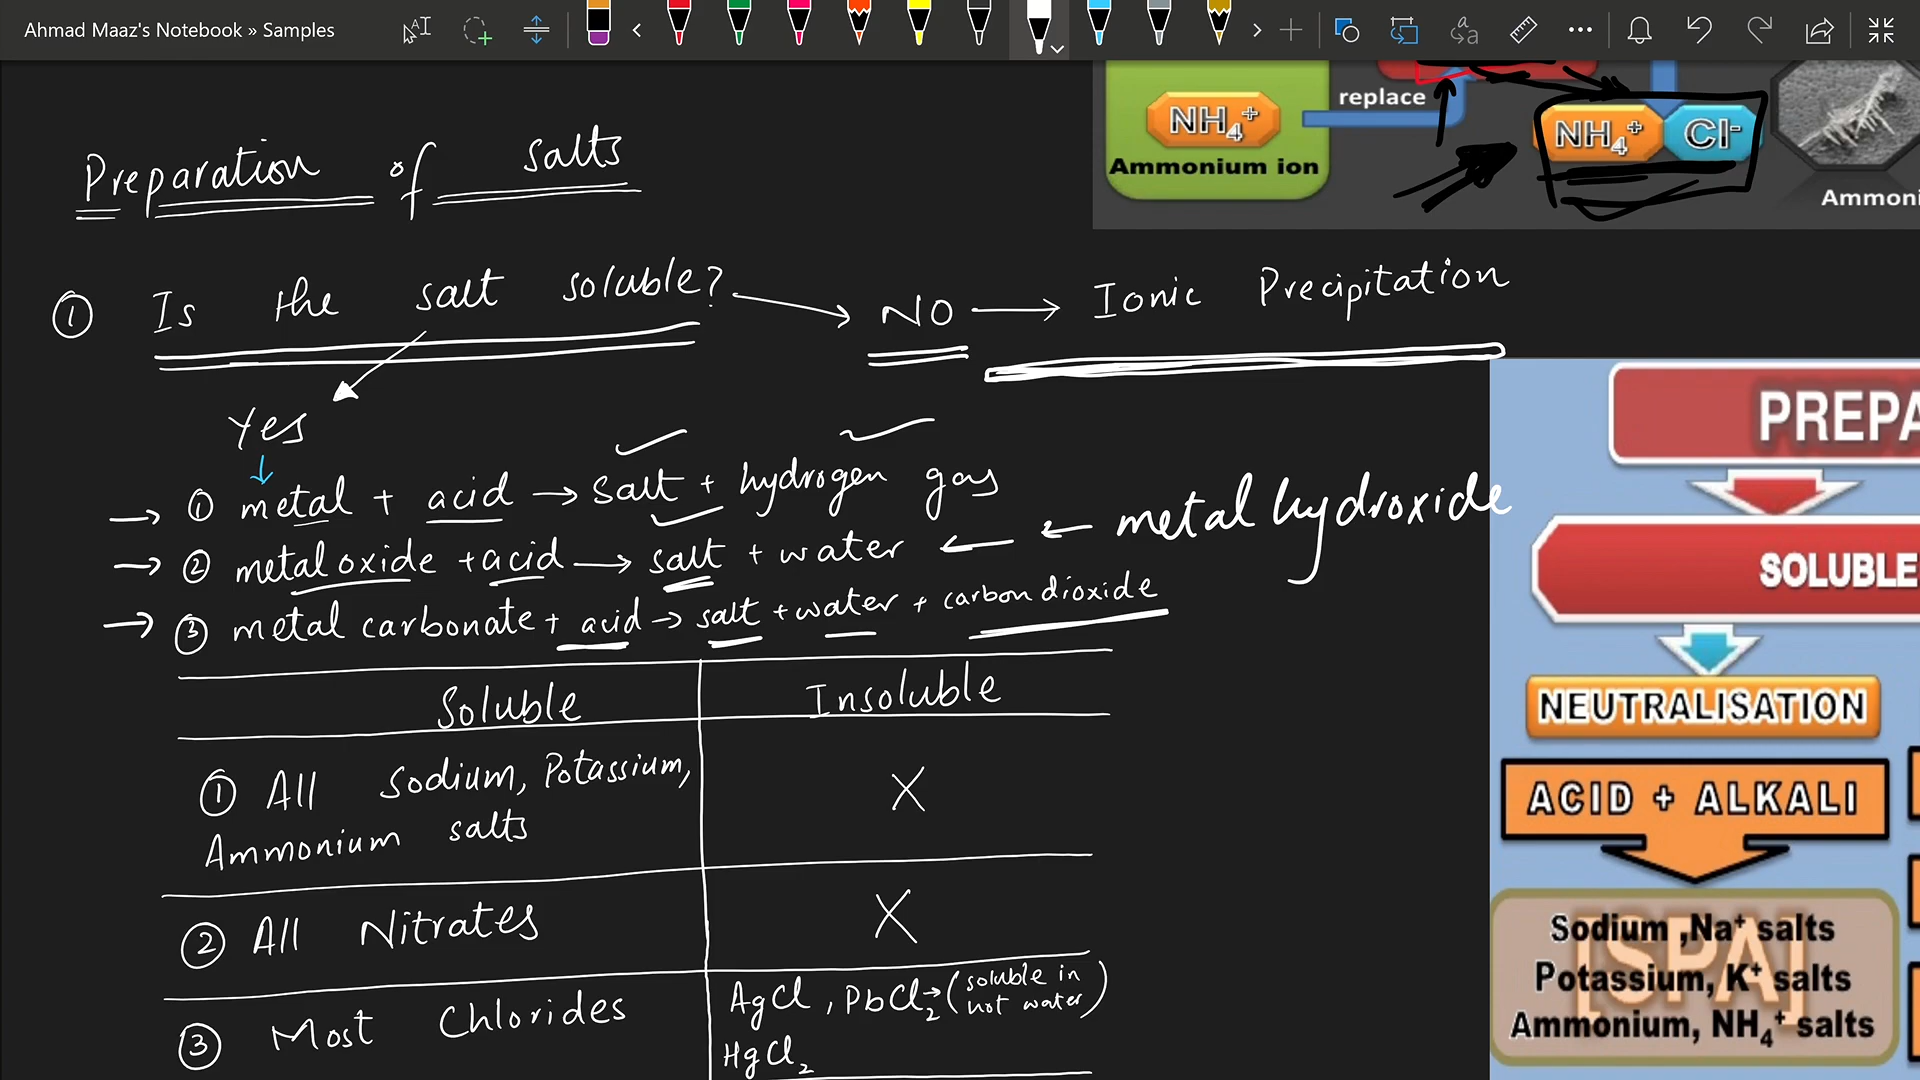 Ahmad Maaz's Notebook » Samples
NH4+
Ammonium ion
replace
NH4+ Cl-
Ammoni
Preparation of salts
① Is the salt soluble? → NO → Ionic Precipitation
Yes
→ ① metal + acid → salt + hydrogen gas
→ ② metal oxide + acid → salt + water ← ← metal hydroxide
→ ③ metal carbonate + acid → salt + water + carbon dioxide
Soluble Insoluble
① All Sodium, Potassium, X
Ammonium salts
② All Nitrates X
③ Most Chlorides AgCl, PbCl2 → (soluble in hot water)
HgCl2
PREPA
SOLUBLE
NEUTRALISATION
ACID + ALKALI
[SPA]
Sodium ,Na+ salts
Potassium, K+ salts
Ammonium, NH4+ salts